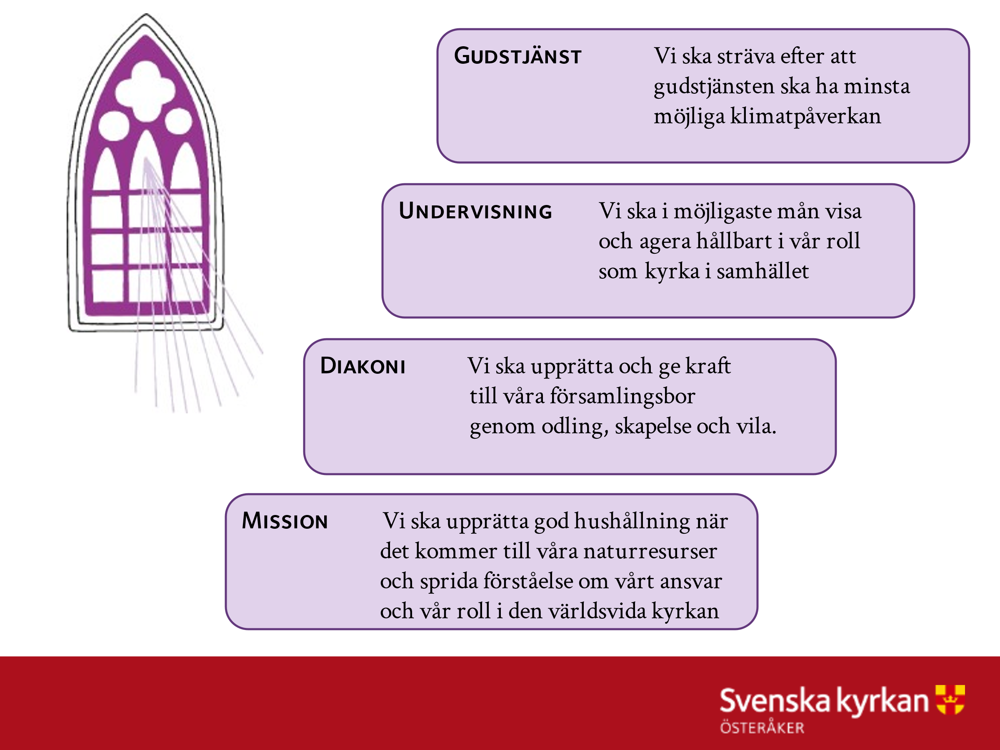 GUDSTJÄNST Vi ska sträva efter att
gudstjänsten ska ha minsta
möjliga klimatpåverkan
UNDERVISNING Vi ska i möjligaste mån visa
och agera hållbart i vår roll
som kyrka i samhället
DIAKONI Vi ska upprätta och ge kraft
till våra församlingsbor
genom odling, skapelse och vila.
MISSION Vi ska upprätta god hushållning när
det kommer till våra naturresurser
och sprida förståelse om vårt ansvar
och vår roll i den världsvida kyrkan
Svenska kyrkan
ÖSTERÅKER